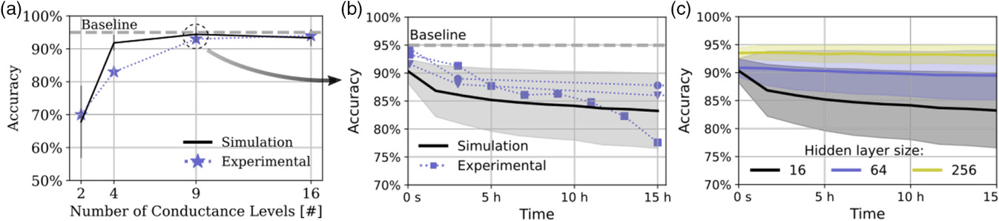 (a)
100%
90%
80%
70%
60%
50%
Accuracy
Baseline
Simulation
Experimental
2 4 9 16
Number of Conductance Levels [#]
(b)
95%
90%
85%
80%
75%
70%
Accuracy
Baseline
Simulation
Experimental
0 s 5 h 10 h 15 h
Time
(c)
100%
95%
90%
85%
80%
75%
70%
Accuracy
Hidden layer size:
16 64 256
0 s 5 h 10 h 15 h
Time